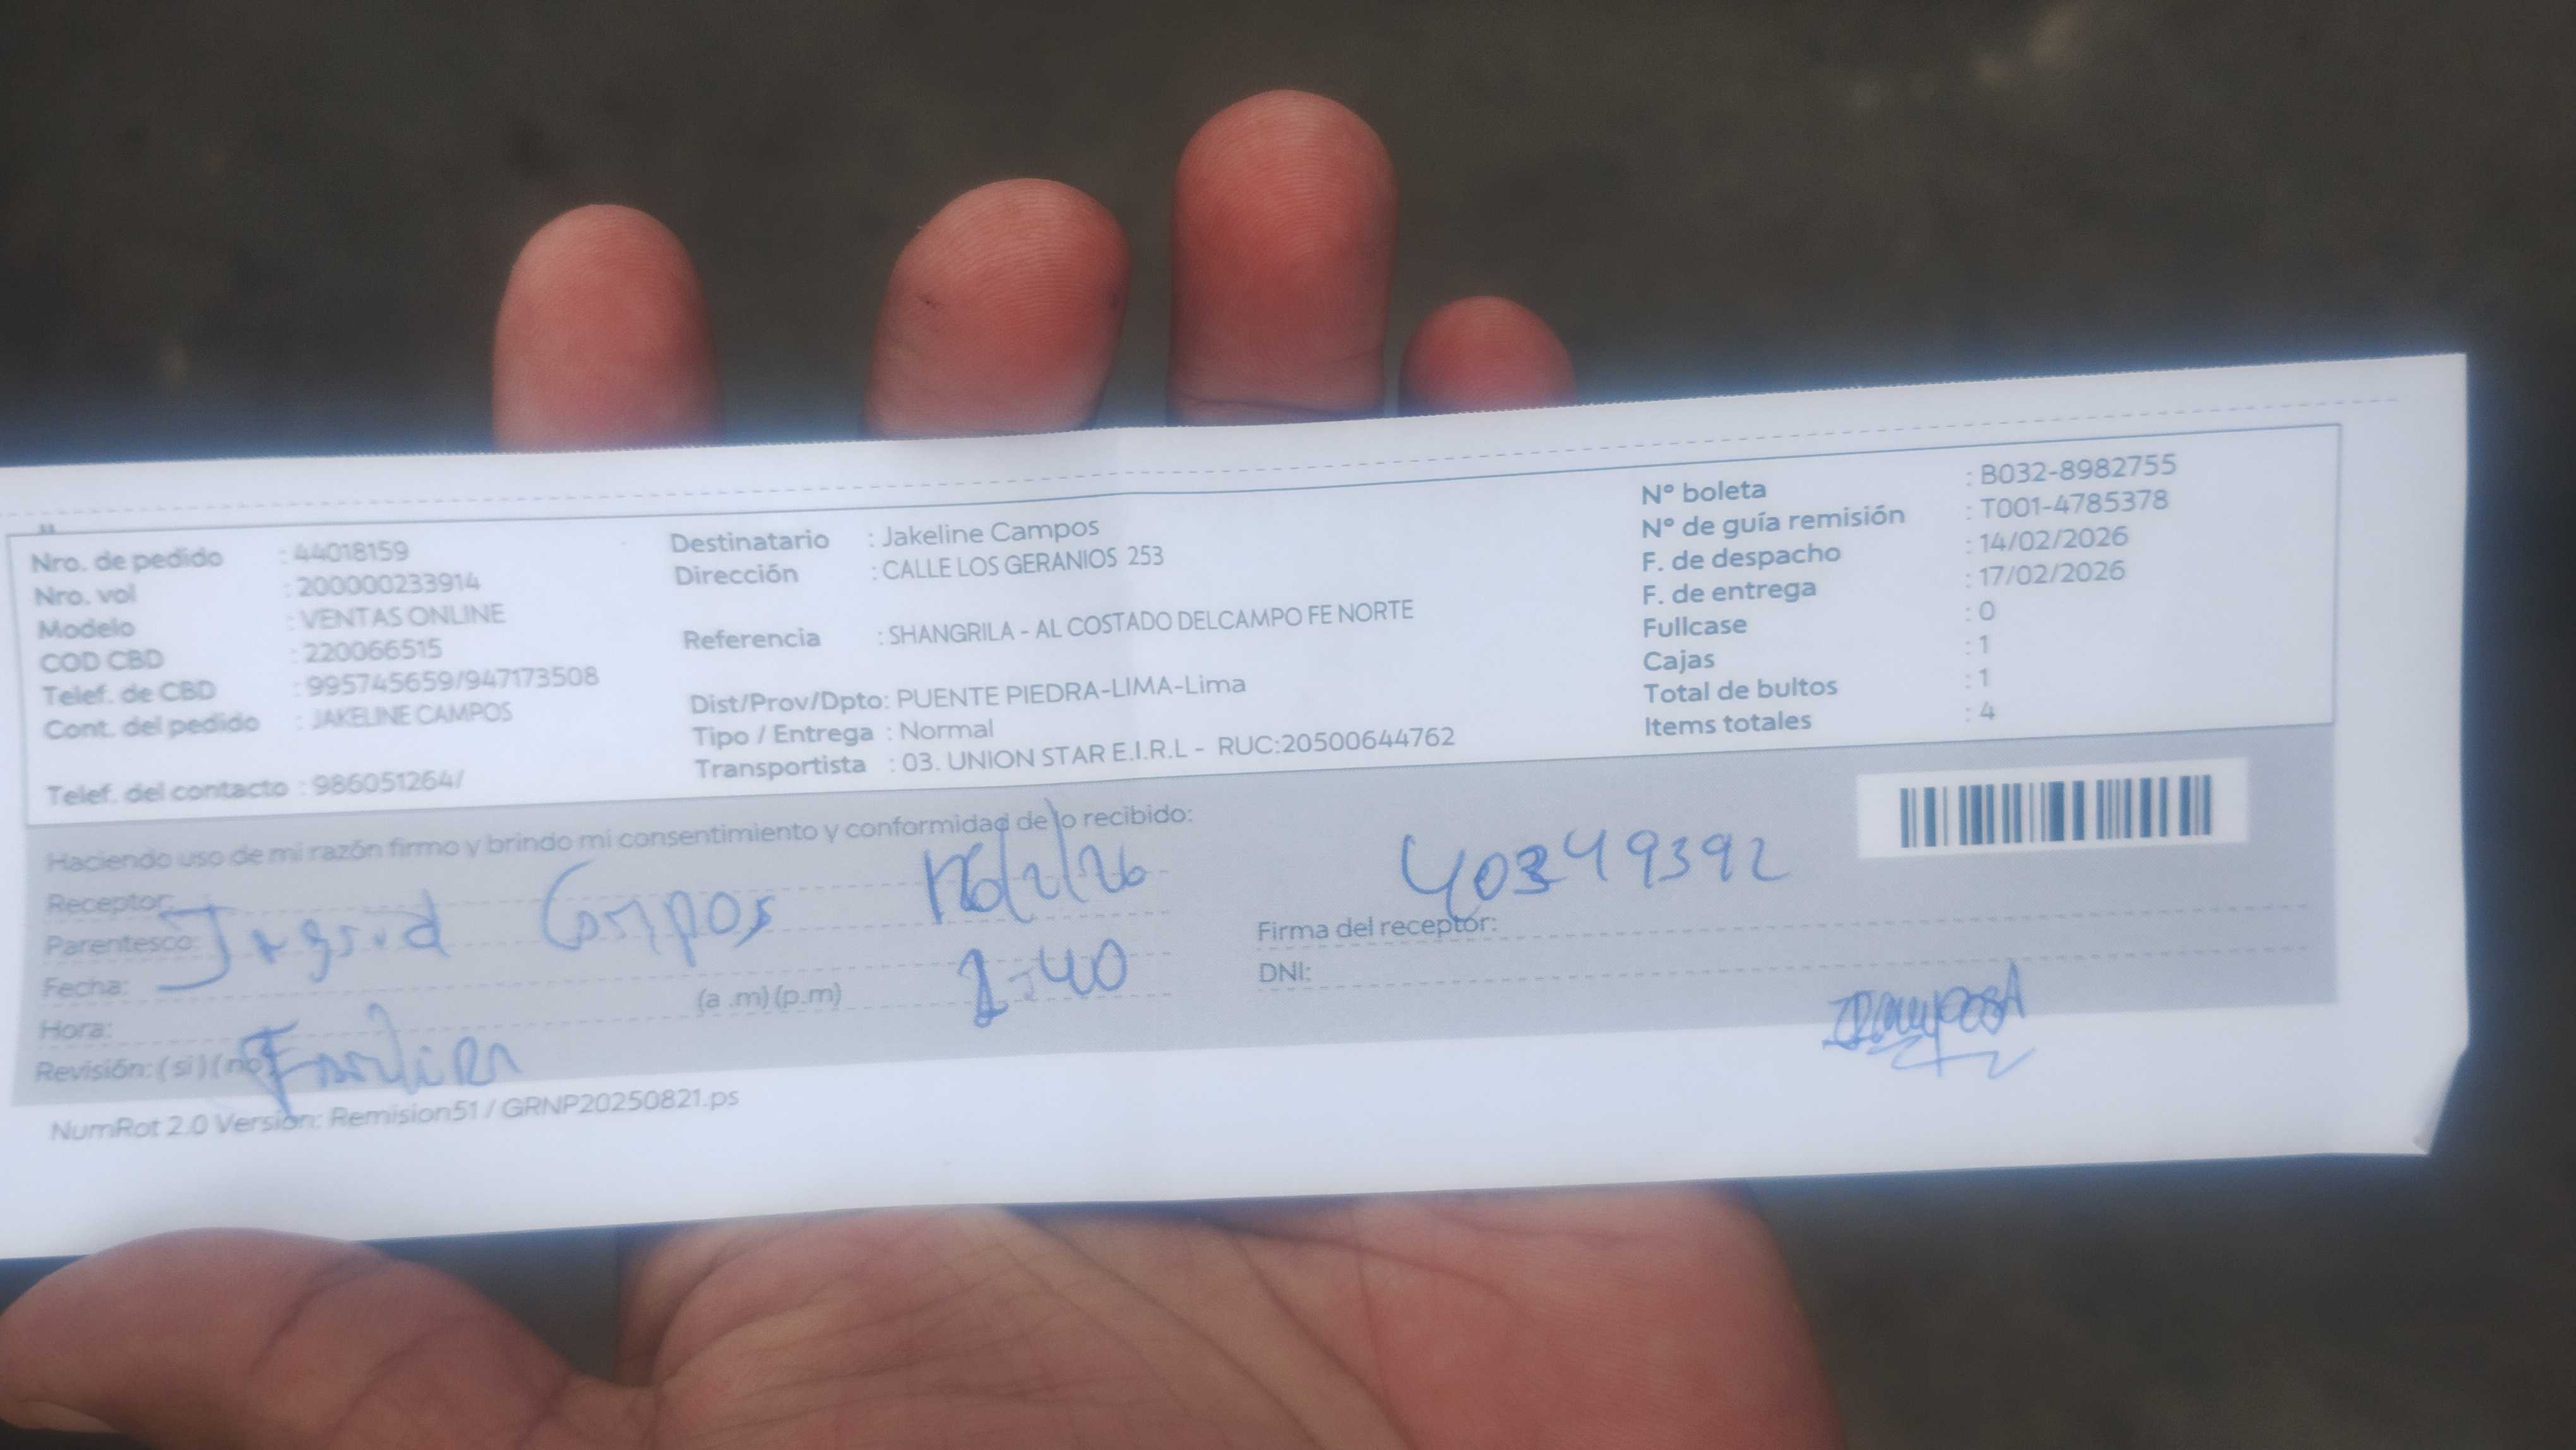 Nro. de pedido : 44018159
Nro. vol : 200000233914
Modelo : VENTAS ONLINE
COD CBD : 220066515
Telef. de CBD : 995745659/947173508
Cont. del pedido : JAKELINE CAMPOS
Telef. del contacto : 986051264/
Destinatario : Jakeline Campos
Dirección : CALLE LOS GERANIOS 253
Referencia : SHANGRILA - AL COSTADO DELCAMPO FE NORTE
Dist/Prov/Dpto: PUENTE PIEDRA-LIMA-Lima
Tipo / Entrega : Normal
Transportista : 03. UNION STAR E.I.R.L - RUC:20500644762
Nº boleta : B032-8982755
Nº de guía remisión : T001-4785378
F. de despacho : 14/02/2026
F. de entrega : 17/02/2026
Fullcase : 0
Cajas : 1
Total de bultos : 1
Items totales : 4
Haciendo uso de mi razón firmo y brindo mi consentimiento y conformidad de lo recibido:
Receptor:
Parentesco:
Campos
Fecha:
Hora: (a .m) (p.m)
Revisión: ( si ) ( no )
40349392
Firma del receptor:
DNI:
NumRot 2.0 Version: Remision51 / GRNP20250821.ps